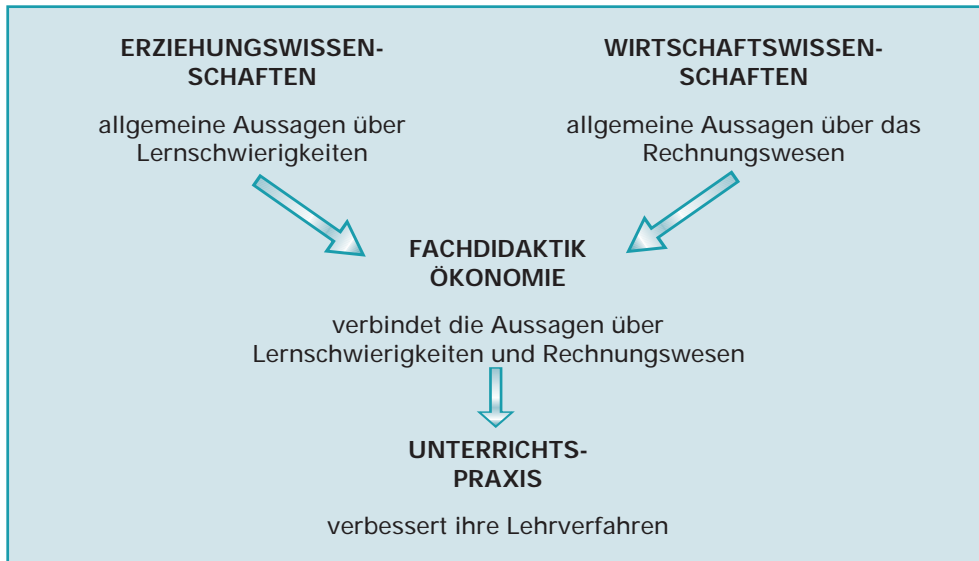 ERZIEHUNGSWISSEN-
SCHAFTEN
allgemeine Aussagen über
Lernschwierigkeiten
WIRTSCHAFTSWISSEN-
SCHAFTEN
allgemeine Aussagen über das
Rechnungswesen
FACHDIDAKTIK
ÖKONOMIE
verbindet die Aussagen über
Lernschwierigkeiten und Rechnungswesen
UNTERRICHTS-
PRAXIS
verbessert ihre Lehrverfahren